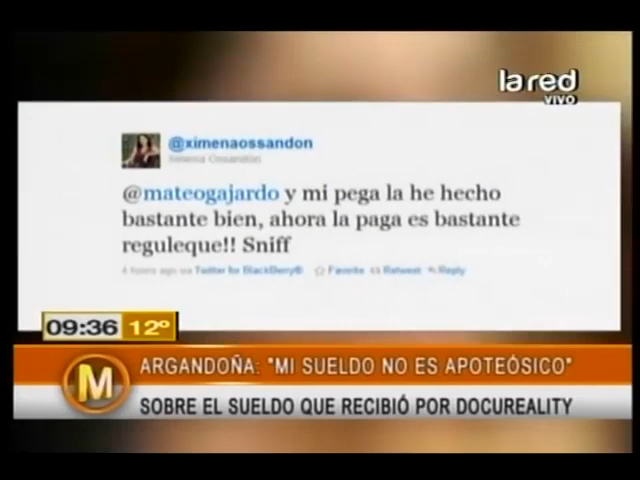 la red
VIVO
@ximenaossandon
Ximena Ossandón
@mateogajardo y mi pega la he hecho
bastante bien, ahora la paga es bastante
reguleque!! Sniff
4 hours ago via Twitter for BlackBerry® Favorite Retweet Reply
09:36 12º
M
ARGANDOÑA: "MI SUELDO NO ES APOTEÓSICO"
SOBRE EL SUELDO QUE RECIBIÓ POR DOCUREALITY